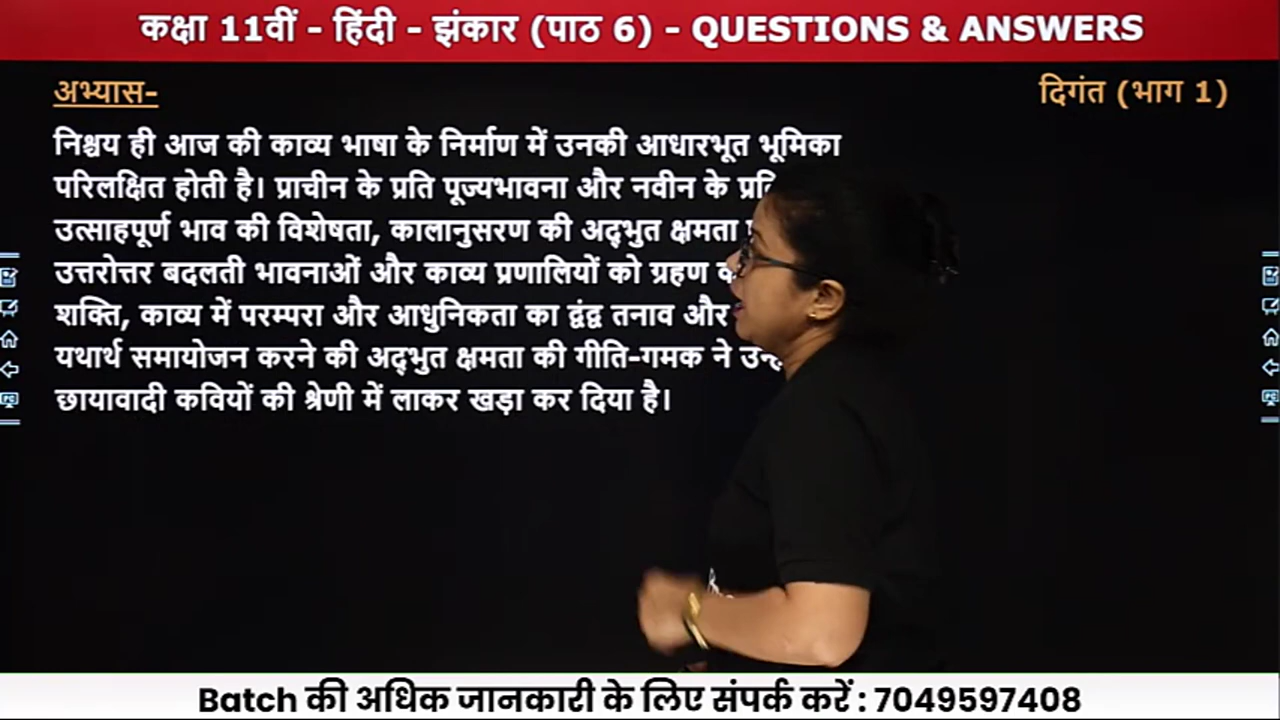 कक्षा 11वीं - हिंदी - झंकार (पाठ 6) - QUESTIONS & ANSWERS
अभ्यास-
दिगंत (भाग 1)
निश्चय ही आज की काव्य भाषा के निर्माण में उनकी आधारभूत भूमिका
परिलक्षित होती है। प्राचीन के प्रति पूज्यभावना और नवीन के
उत्साहपूर्ण भाव की विशेषता, कालानुसरण की अद्भुत क्षमता
उत्तरोत्तर बदलती भावनाओं और काव्य प्रणालियों को ग्रहण
शक्ति, काव्य में परम्परा और आधुनिकता का द्वंद्व तनाव और
यथार्थ समायोजन करने की अद्भुत क्षमता की गीति-गमक ने
छायावादी कवियों की श्रेणी में लाकर खड़ा कर दिया है।
Batch की अधिक जानकारी के लिए संपर्क करें : 7049597408